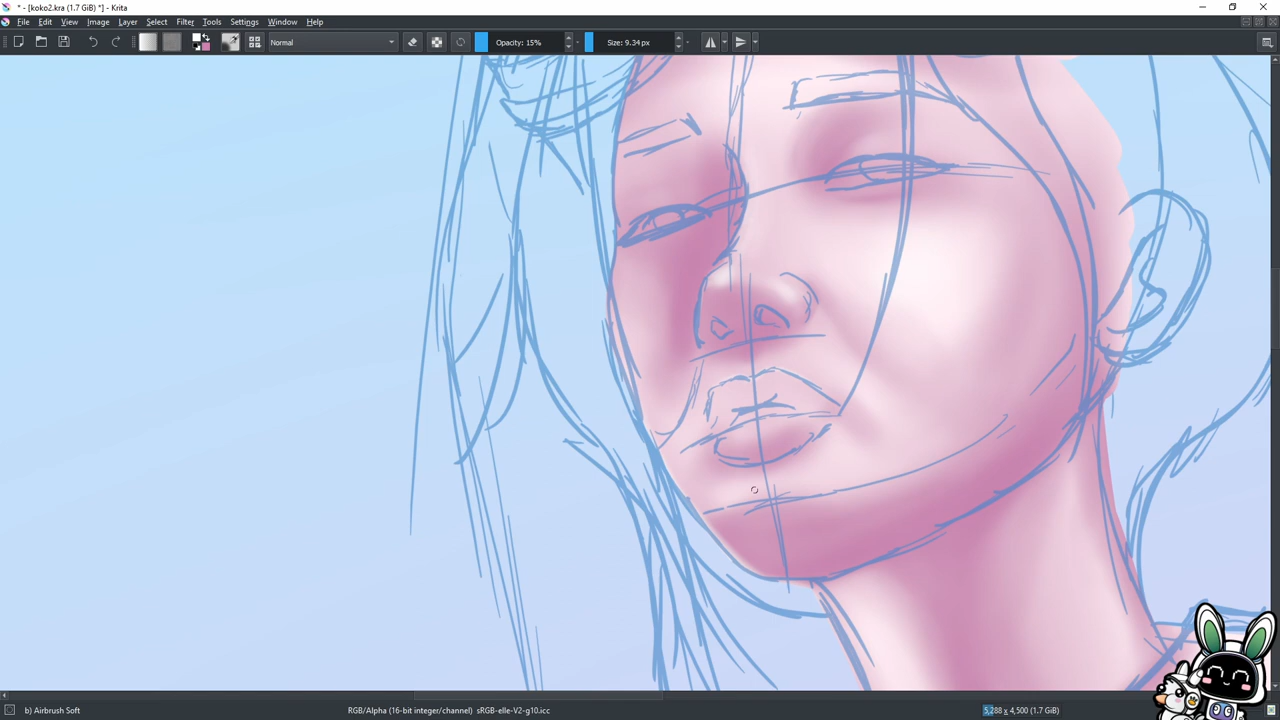 * - [koko2.kra (1.7 GiB) *] - Krita
File Edit View Image Layer Select Filter Tools Settings Window Help
Normal Opacity: 15% Size: 9.34 px
b) Airbrush Soft RGB/Alpha (16-bit integer/channel) sRGB-elle-V2-g10.icc 5,288 x 4,500 (1.7 GiB)